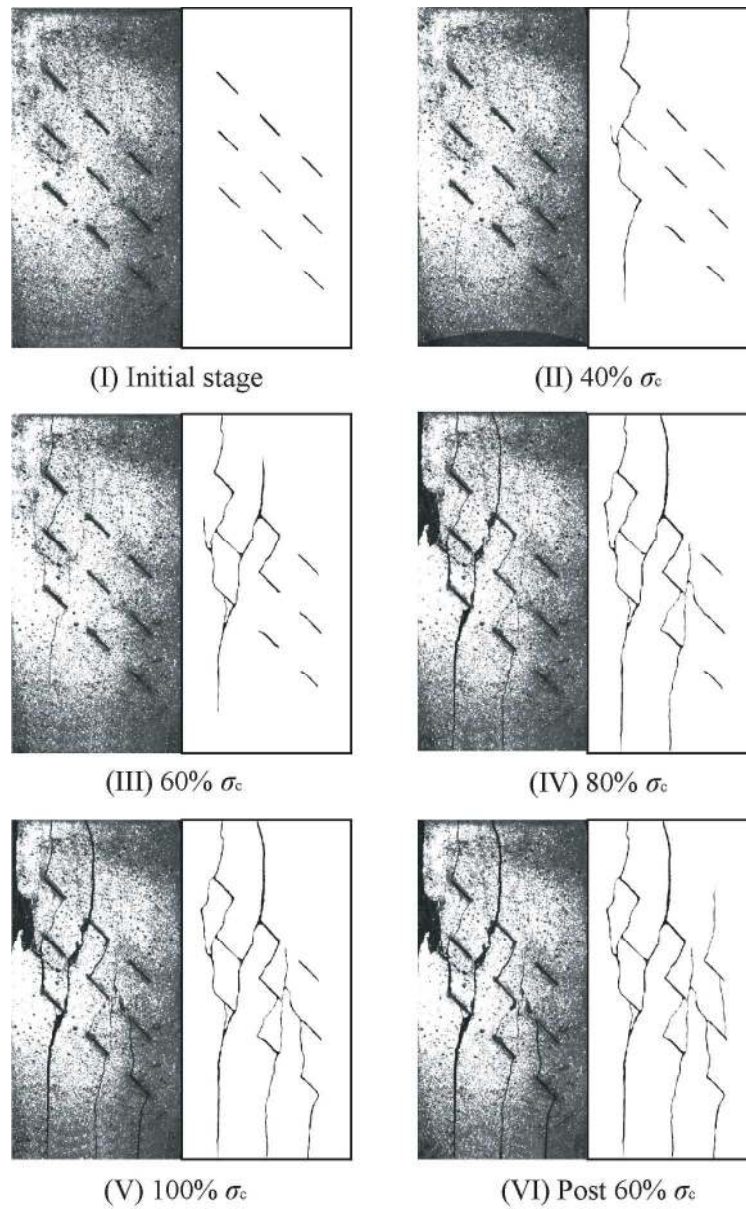 (I) Initial stage
(II) 40% σc
(III) 60% σc
(IV) 80% σc
(V) 100% σc
(VI) Post 60% σc